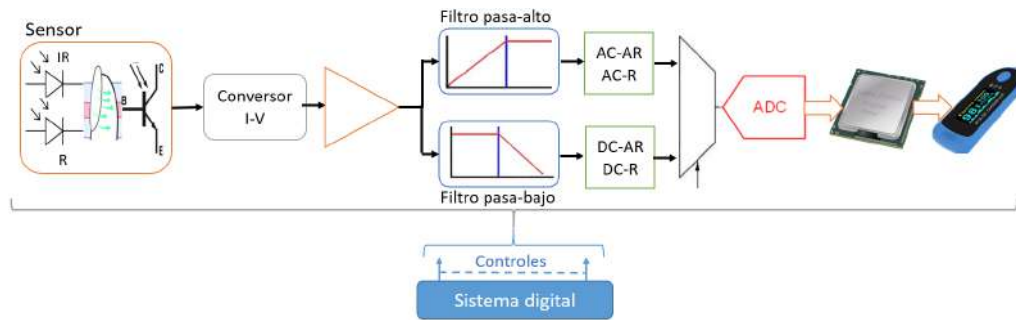 Sensor
IR
R
B
C
E
Conversor
I-V
Filtro pasa-alto
AC-AR
AC-R
Filtro pasa-bajo
DC-AR
DC-R
ADC
Controles
Sistema digital